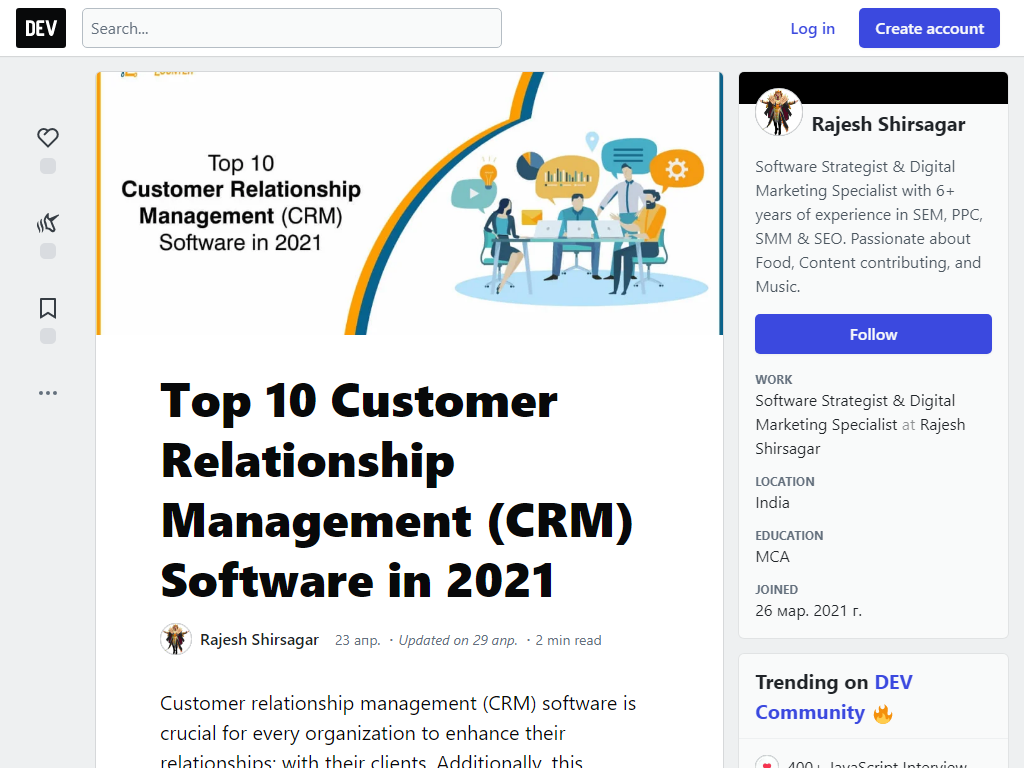 DEV
Search...
Log in
Create account
Top 10
Customer Relationship
Management (CRM)
Software in 2021
Top 10 Customer
Relationship
Management (CRM)
Software in 2021
Rajesh Shirsagar 23 апр. · Updated on 29 апр. · 2 min read
Customer relationship management (CRM) software is
crucial for every organization to enhance their
relationships; with their clients. Additionally, this
Rajesh Shirsagar
Software Strategist & Digital
Marketing Specialist with 6+
years of experience in SEM, PPC,
SMM & SEO. Passionate about
Food, Content contributing, and
Music.
Follow
WORK
Software Strategist & Digital
Marketing Specialist at Rajesh
Shirsagar
LOCATION
India
EDUCATION
MCA
JOINED
26 мар. 2021 г.
Trending on DEV
Community 🔥
400+ JavaScript Interview